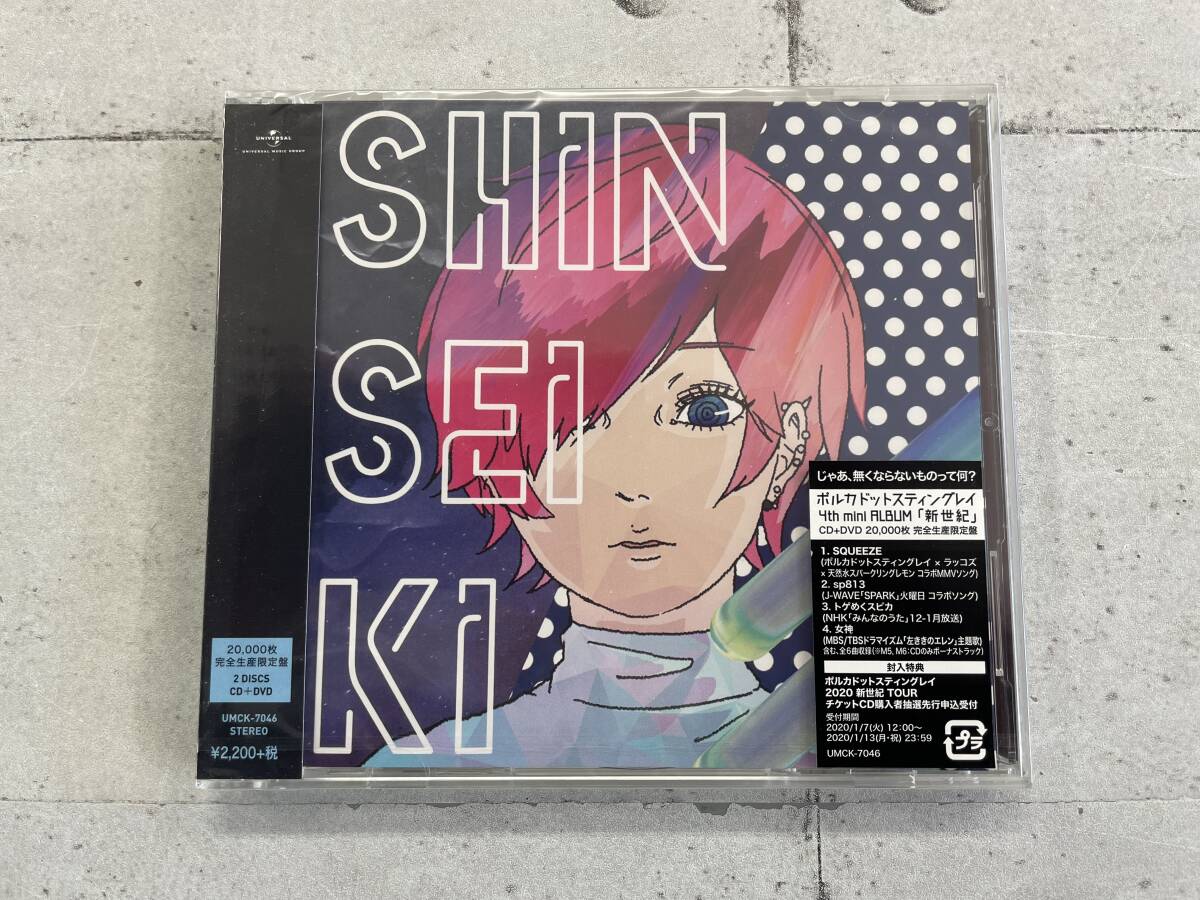 UNIVERSAL
UNIVERSAL MUSIC GROUP
20,000枚
完全生産限定盤
2 DISCS
CD+DVD
UMCK-7046
STEREO
¥2,200+税
SHIN
SEI
KI
じゃあ、無くならないものって何?
ポルカドットスティングレイ
4th mini ALBUM「新世紀」
CD+DVD 20,000枚 完全生産限定盤
1. SQUEEZE
(ポルカドットスティングレイ × ラッコズ
× 天然水スパークリングレモン コラボMMVソング)
2. sp813
(J-WAVE「SPARK」火曜日 コラボソング)
3. トゲめくスピカ
(NHK「みんなのうた」12-1月放送)
4. 女神
(MBS/TBSドラマイズム「左ききのエレン」主題歌)
含む、全6曲収録(※M5, M6:CDのみボーナストラック)
封入特典
ポルカドットスティングレイ
2020 新世紀 TOUR
チケットCD購入者抽選先行申込受付
受付期間
2020/1/7(火) 12:00〜
2020/1/13(月・祝) 23:59
UMCK-7046
プラ